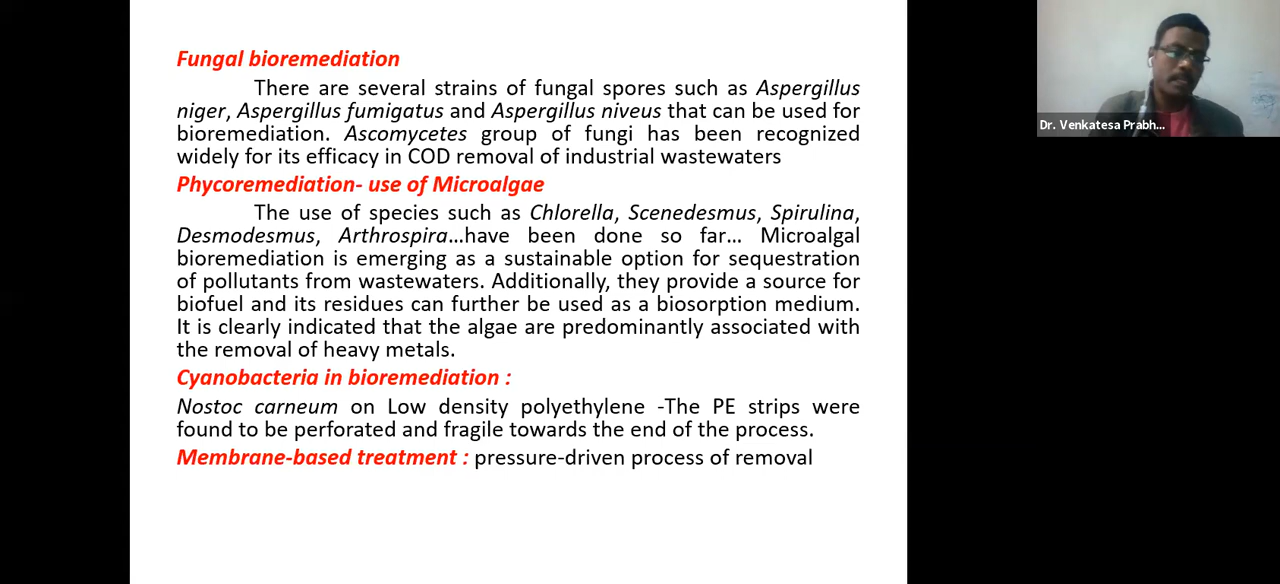 Fungal bioremediation
There are several strains of fungal spores such as Aspergillus
niger, Aspergillus fumigatus and Aspergillus niveus that can be used for
bioremediation. Ascomycetes group of fungi has been recognized
widely for its efficacy in COD removal of industrial wastewaters
Phycoremediation- use of Microalgae
The use of species such as Chlorella, Scenedesmus, Spirulina,
Desmodesmus, Arthrospira...have been done so far... Microalgal
bioremediation is emerging as a sustainable option for sequestration
of pollutants from wastewaters. Additionally, they provide a source for
biofuel and its residues can further be used as a biosorption medium.
It is clearly indicated that the algae are predominantly associated with
the removal of heavy metals.
Cyanobacteria in bioremediation :
Nostoc carneum on Low density polyethylene -The PE strips were
found to be perforated and fragile towards the end of the process.
Membrane-based treatment : pressure-driven process of removal
Dr. Venkatesa Prabh...